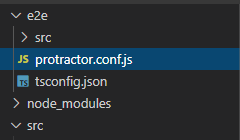 e2e
src
JS protractor.conf.js
TS tsconfig.json
node_modules
src